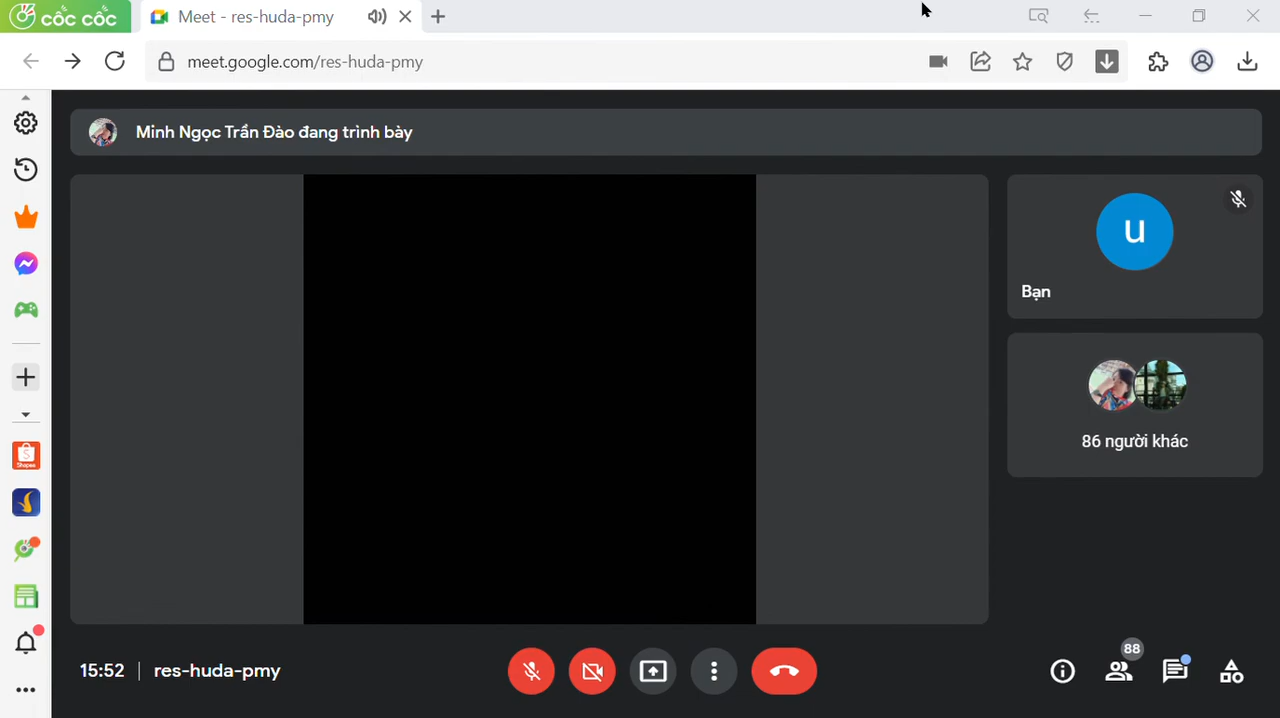 cốc cốc
Meet - res-huda-pmy
meet.google.com/res-huda-pmy
Minh Ngọc Trần Đào đang trình bày
u
Bạn
86 người khác
Shopee
15:52
res-huda-pmy
88